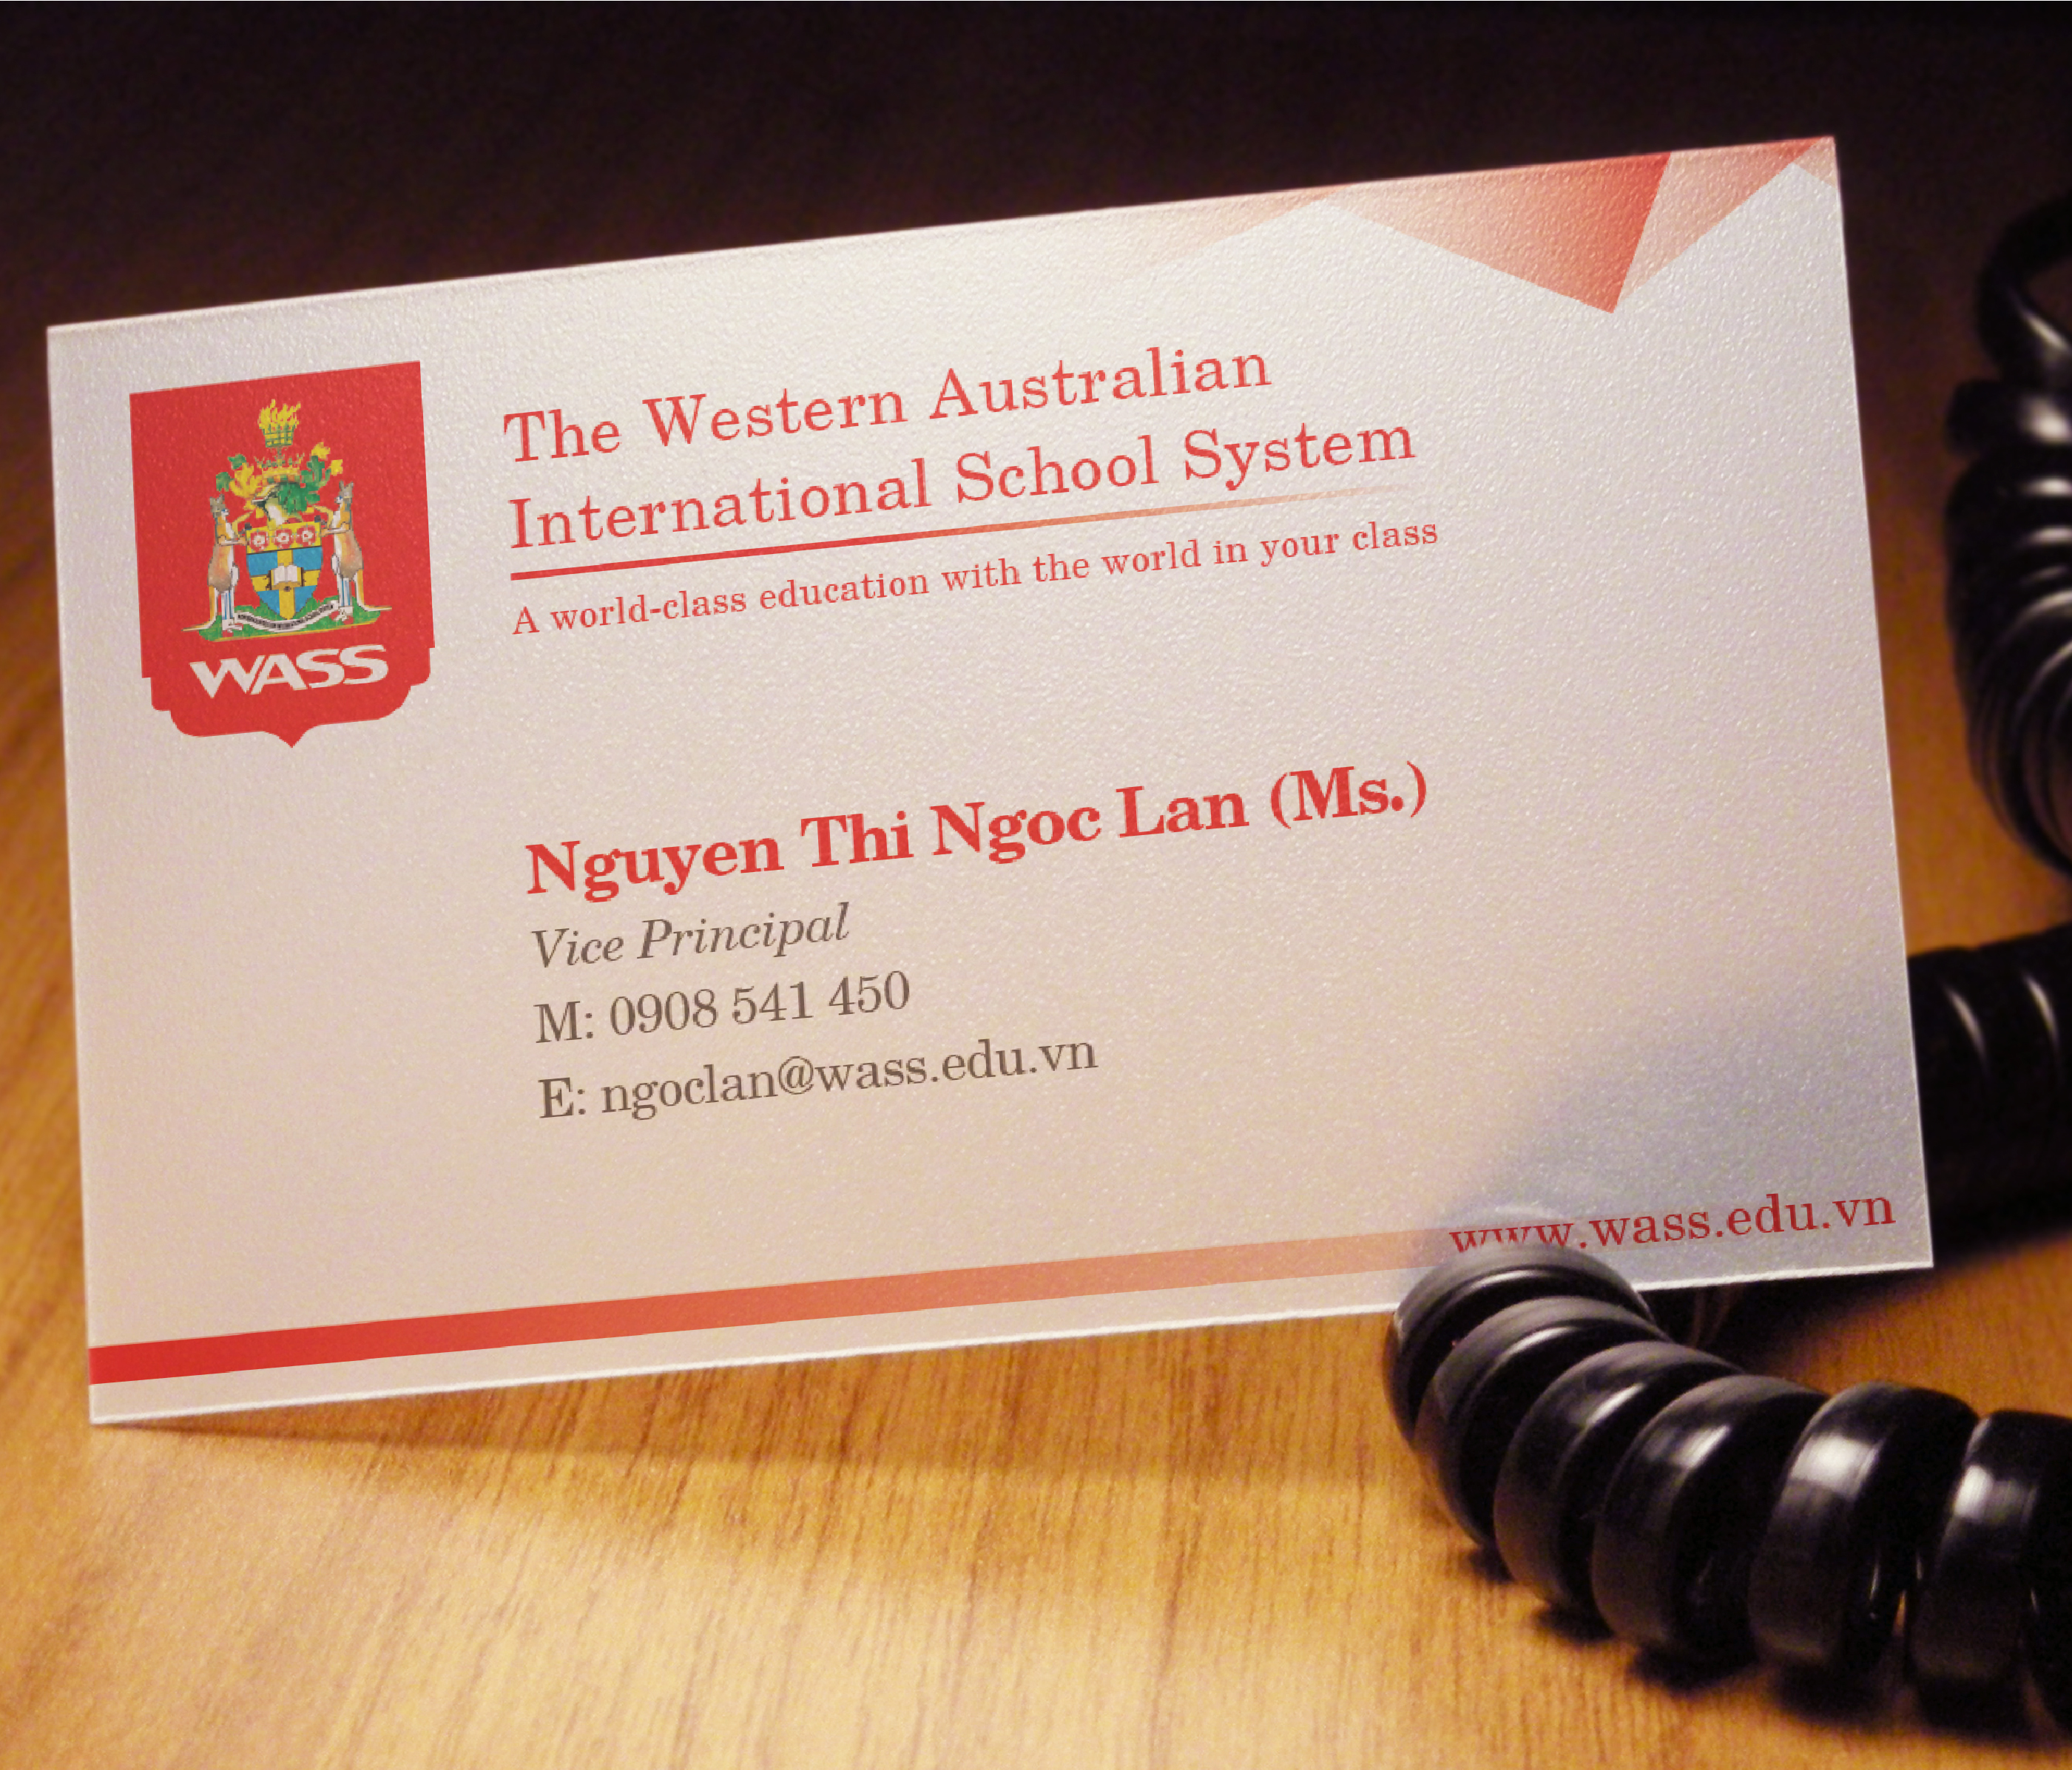 WASS
The Western Australian
International School System
A world-class education with the world in your class
Nguyen Thi Ngoc Lan (Ms.)
Vice Principal
M: 0908 541 450
E: ngoclan@wass.edu.vn
www.wass.edu.vn